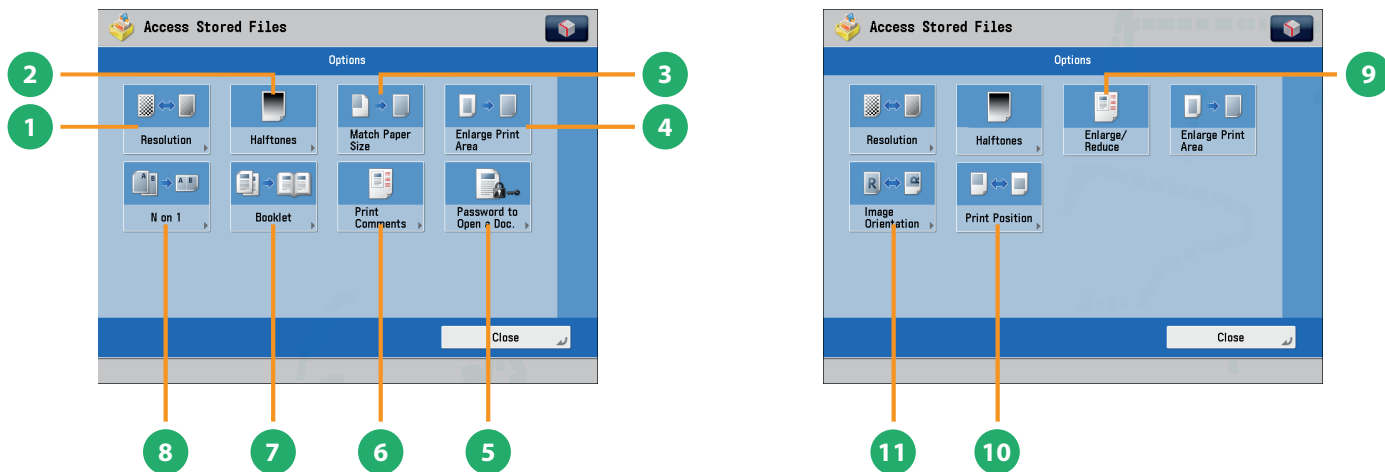 Access Stored Files
Options
2
3
1
4
Resolution
Halftones
Match Paper
Size
Enlarge Print
Area
N on 1
Booklet
Print
Comments
Password to
Open a Doc.
Close
8
7
6
5
Access Stored Files
Options
9
Resolution
Halftones
Enlarge/
Reduce
Enlarge Print
Area
Image
Orientation
Print Position
Close
11
10